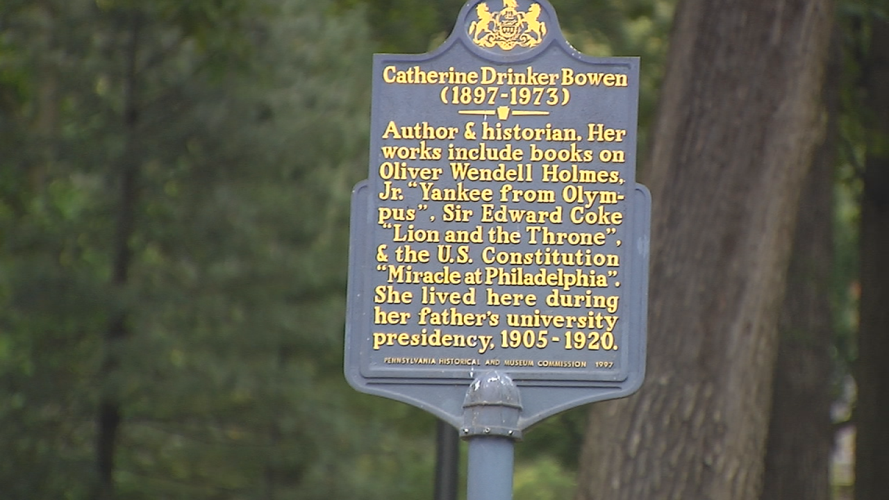 Catherine Drinker Bowen
(1897-1973)
Author & historian. Her
works include books on
Oliver Wendell Holmes,
Jr. "Yankee from Olym-
pus", Sir Edward Coke
"Lion and the Throne",
& the U.S. Constitution
"Miracle at Philadelphia".
She lived here during
her father's university
presidency, 1905-1920.
PENNSYLVANIA HISTORICAL AND MUSEUM COMMISSION 1997